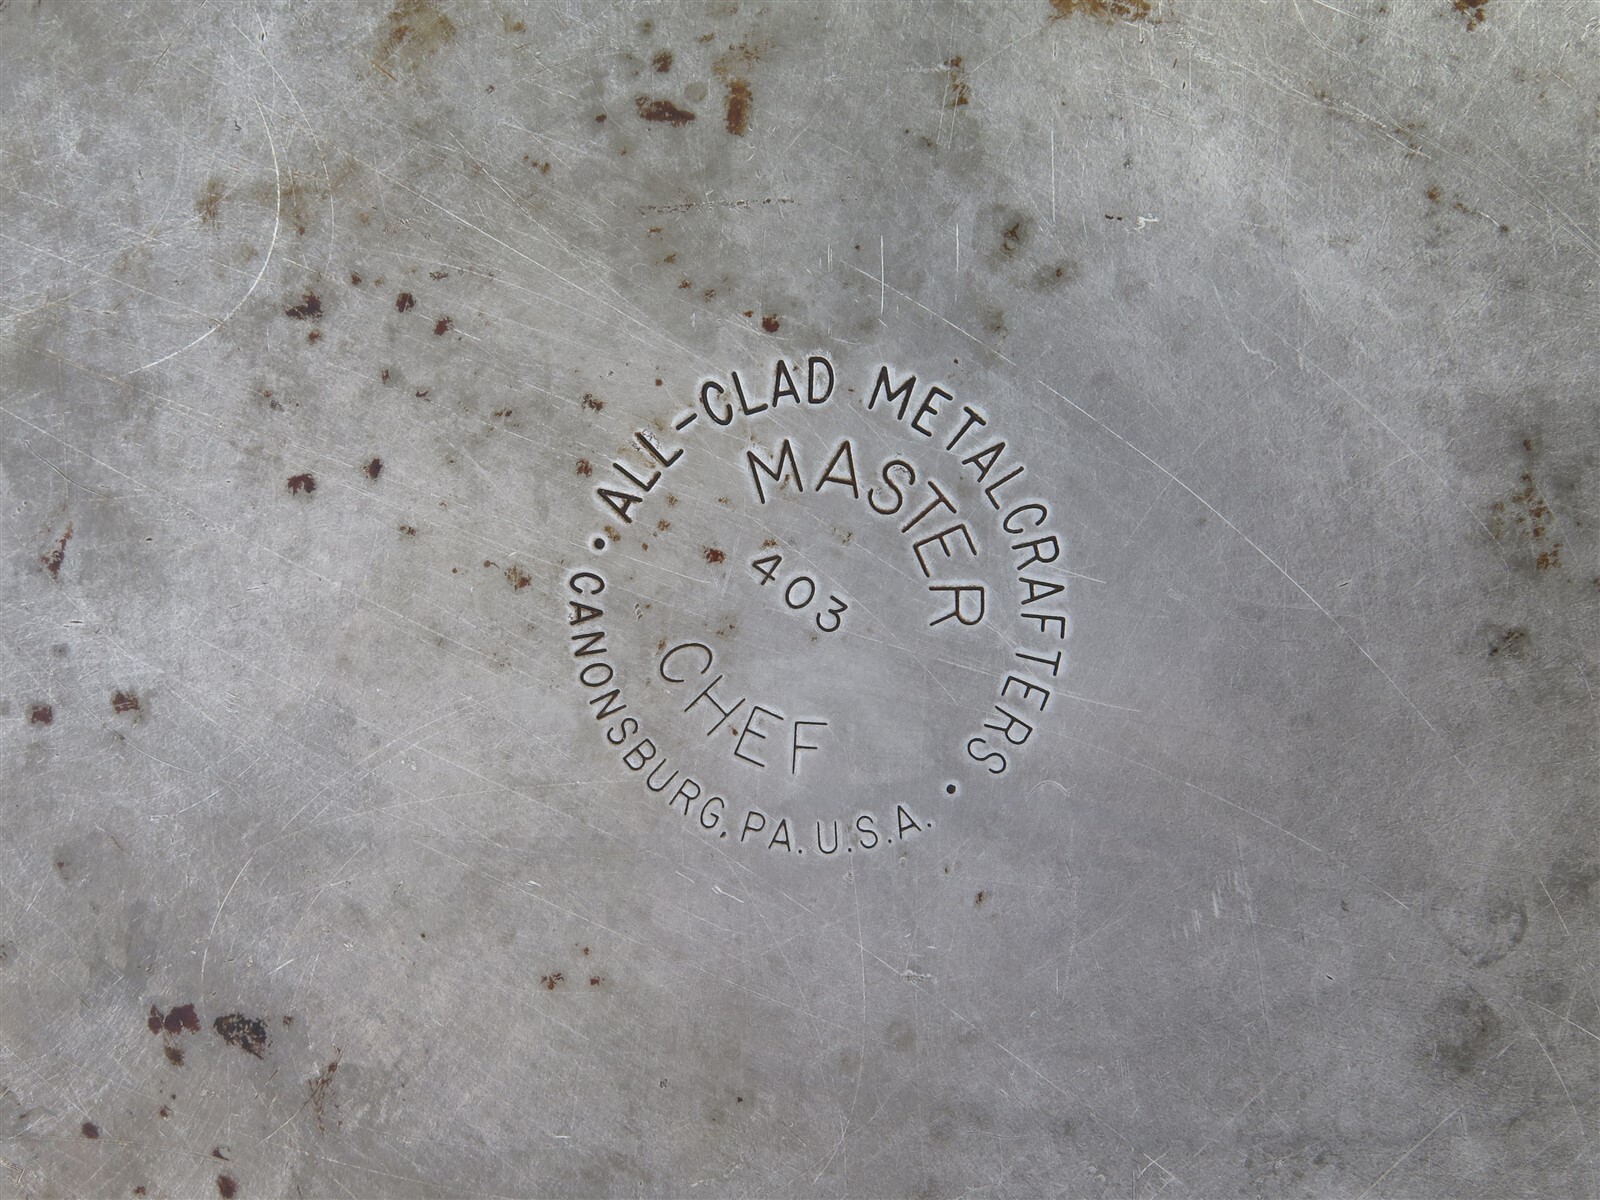 • ALL-CLAD METALCRAFTERS •
MASTER
403
CHEF
CANONSBURG, PA. U.S.A.